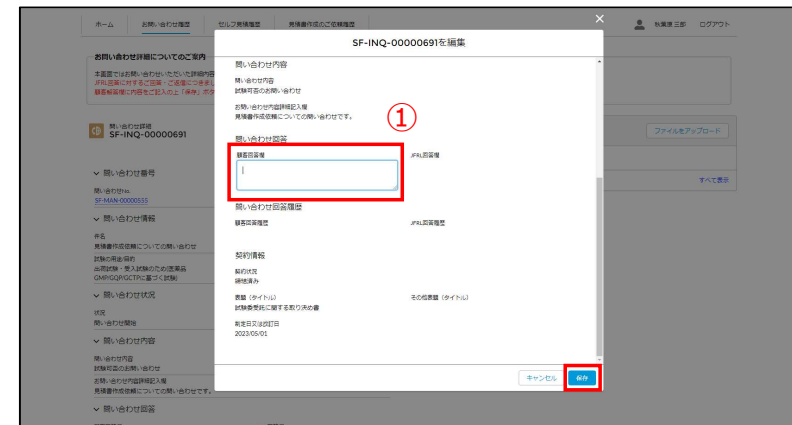 ホーム お問い合わせ履歴 セルフ見積履歴 見積書作成のご依頼履歴 ×
秋葉原 三郎 ログアウト
SF-INQ-00000691を編集
お問い合わせ詳細についてのご案内
本画面ではお問い合わせいただいた詳細内容
JFRL回答に対するご回答・ご返信につきまし
顧客解答欄に内容をご記入の上「保存」ボタ
問い合わせ詳細
SF-INQ-00000691
ファイルをアップロード
すべて表示
問い合わせ番号
問い合わせNo.
SF-MAN-00000553
問い合わせ情報
件名
見積書作成依頼についての問い合わせ
試験の用途/目的
出荷試験・受入試験のため(医薬品
GMP/GQP/GCTPに基づく試験)
問い合わせ状況
状況
問い合わせ開始
問い合わせ内容
問い合わせ内容
試験可否のお問い合わせ
お問い合わせ内容詳細記入欄
見積書作成依頼についての問い合わせです。
問い合わせ回答
問い合わせ内容
問い合わせ内容
試験可否のお問い合わせ
お問い合わせ内容詳細記入欄
見積書作成依頼についての問い合わせです。
①
問い合わせ回答
顧客回答欄 JFRL回答欄
問い合わせ回答履歴
顧客回答履歴 JFRL回答履歴
契約情報
契約状況
締結済み
表題（タイトル） その他表題（タイトル）
試験委受託に関する取り決め書
制定日又は改訂日
2023/05/01
キャンセル 保存